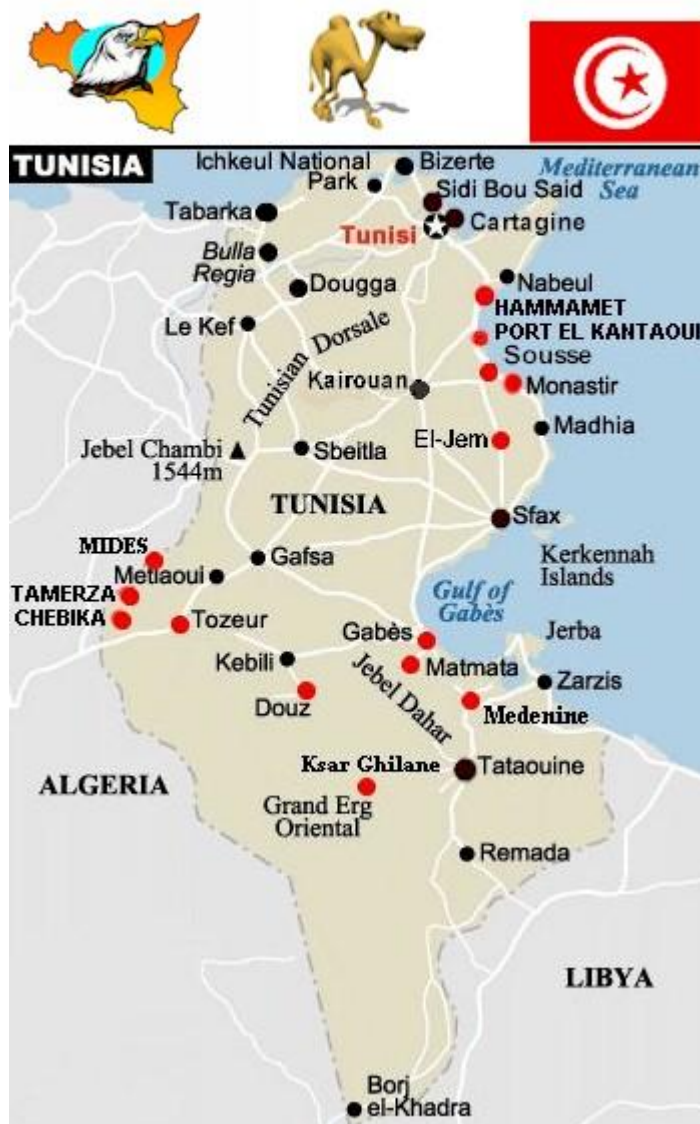 TUNISIA
Ichkeul National
Park
Bizerte
Mediterranean
Sea
Sidi Bou Said
Tabarka
Cartagine
Tunisi
Bulla
Regia
Nabeul
Dougga
HAMMAMET
Le Kef
PORT EL KANTAOUI
Tunisian Dorsale
Sousse
Kairouan
Monastir
Madhia
El-Jem
Jebel Chambi
1544m
Sbeitla
TUNISIA
Sfax
MIDES
Gafsa
Kerkennah
Islands
Metlaoui
TAMERZA
Gulf of
Gabès
CHEBIKA
Tozeur
Gabès
Jerba
Kebili
Matmata
Jebel Dahar
Zarzis
Douz
Medenine
Ksar Ghilane
Tataouine
ALGERIA
Grand Erg
Oriental
Remada
LIBYA
Borj
el-Khadra